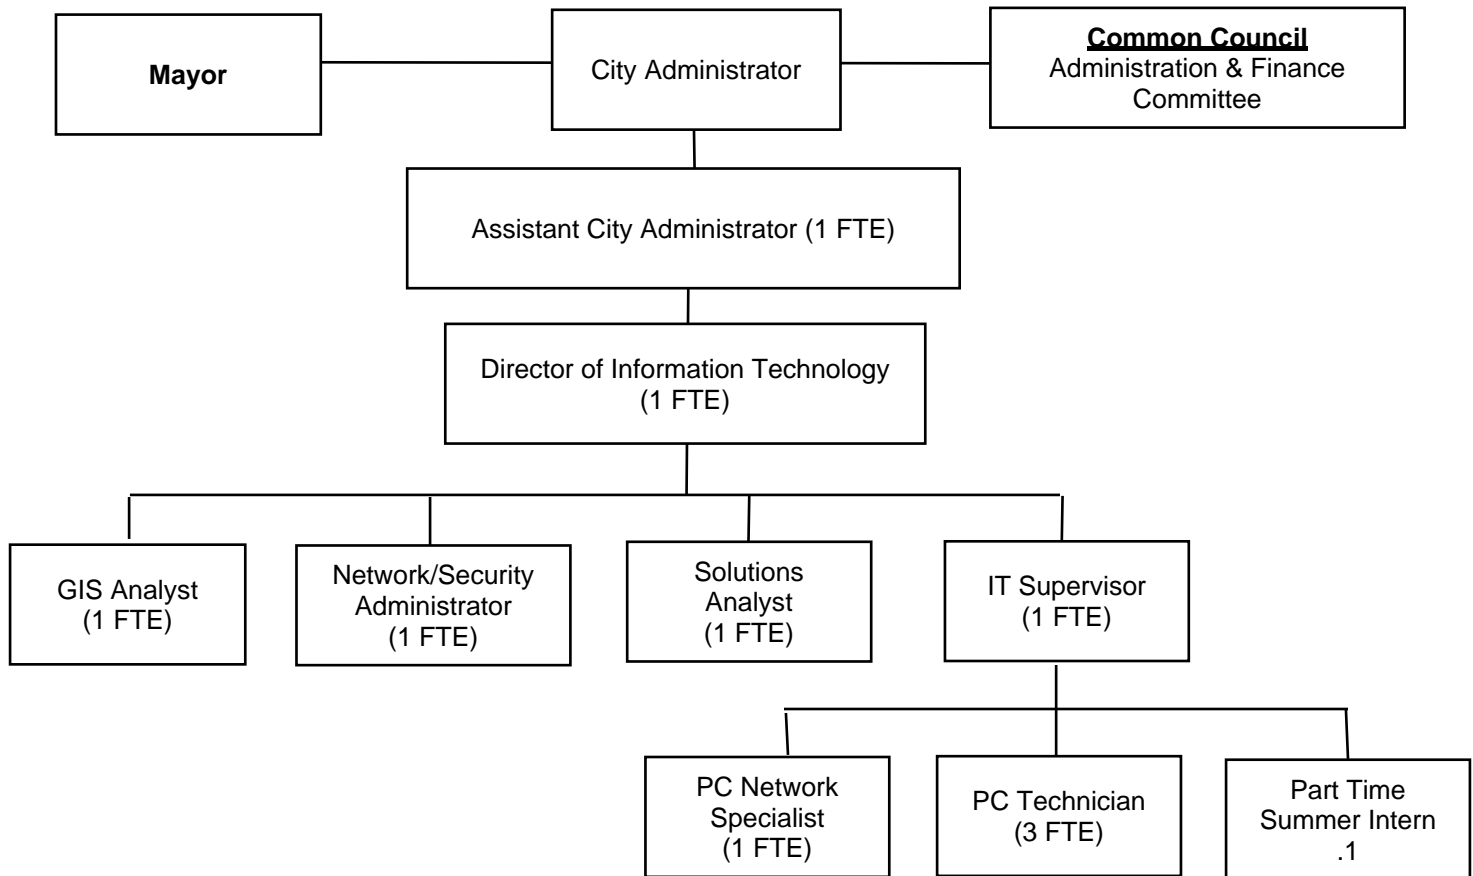 Mayor
City Administrator
Common Council
Administration & Finance
Committee
Assistant City Administrator (1 FTE)
Director of Information Technology
(1 FTE)
GIS Analyst
(1 FTE)
Network/Security
Administrator
(1 FTE)
Solutions
Analyst
(1 FTE)
IT Supervisor
(1 FTE)
PC Network
Specialist
(1 FTE)
PC Technician
(3 FTE)
Part Time
Summer Intern
.1